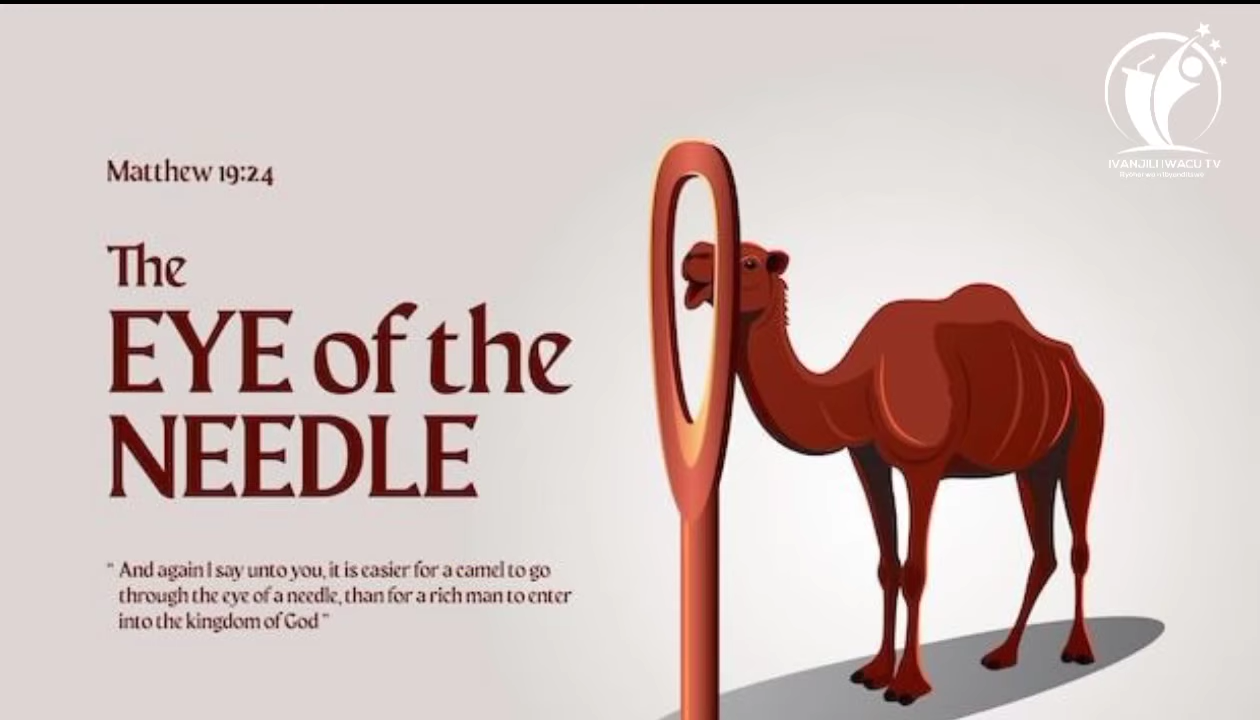 Matthew 19:24
The
EYE of the
NEEDLE
" And again I say unto you, it is easier for a camel to go
through the eye of a needle, than for a rich man to enter
into the kingdom of God "
IVANJILI IWACU TV